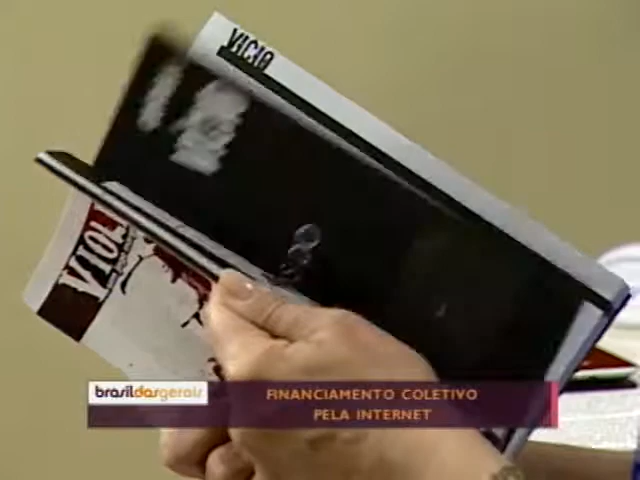 VICIO
VIOL
brasildasgerais
FINANCIAMENTO COLETIVO
PELA INTERNET